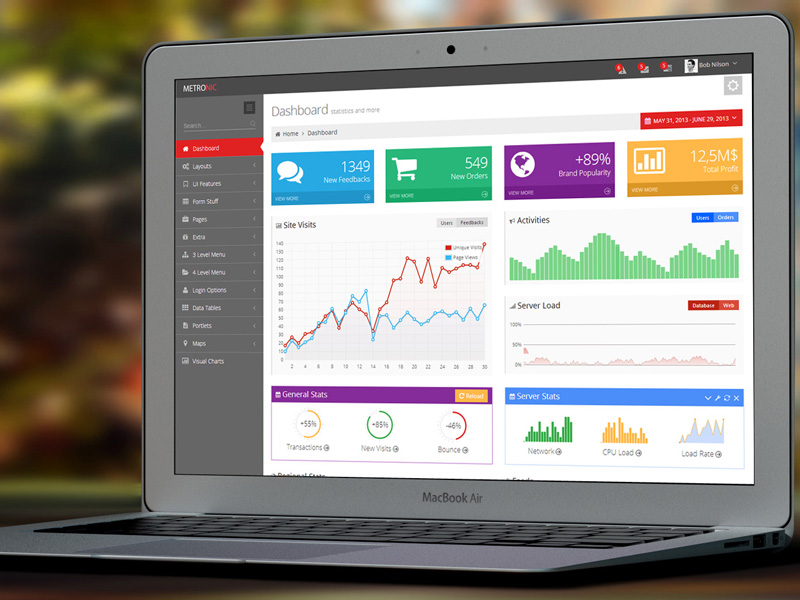 METRONIC
6
5
5
Bob Nilson
Search...
Dashboard
Layouts
UI Features
Form Stuff
Pages
Extra
3 Level Menu
4 Level Menu
Login Options
Data Tables
Portlets
Maps
Visual Charts
Dashboard statistics and more
Home > Dashboard
MAY 31, 2013 - JUNE 29, 2013
1349
New Feedbacks
VIEW MORE
549
New Orders
VIEW MORE
+89%
Brand Popularity
VIEW MORE
12,5M$
Total Profit
VIEW MORE
Site Visits
Users Feedbacks
Unique Visits
Page Views
140
130
120
110
100
90
80
70
60
50
40
30
20
10
0
2 4 6 8 10 12 14 16 18 20 22 24 26 28 30
Activities
Users Orders
Server Load
Database Web
100%
50%
0%
General Stats
Reload
+55%
Transactions
+85%
New Visits
-46%
Bounce
Server Stats
Network
CPU Load
Load Rate
MacBook Air